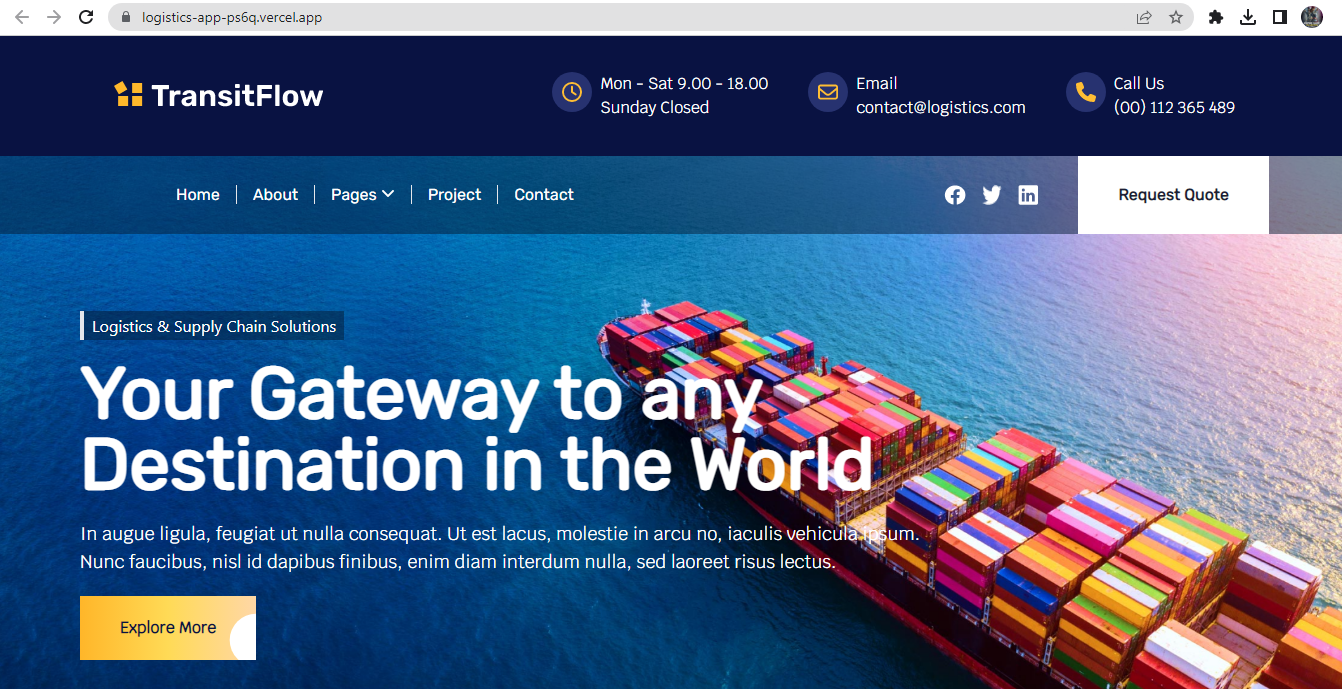 logistics-app-ps6q.vercel.app
TransitFlow
Mon - Sat 9.00 - 18.00
Sunday Closed
Email
contact@logistics.com
Call Us
(00) 112 365 489
Home
About
Pages
Project
Contact
Request Quote
Logistics & Supply Chain Solutions
Your Gateway to any
Destination in the World
In augue ligula, feugiat ut nulla consequat. Ut est lacus, molestie in arcu no, iaculis vehicula ipsum.
Nunc faucibus, nisl id dapibus finibus, enim diam interdum nulla, sed laoreet risus lectus.
Explore More